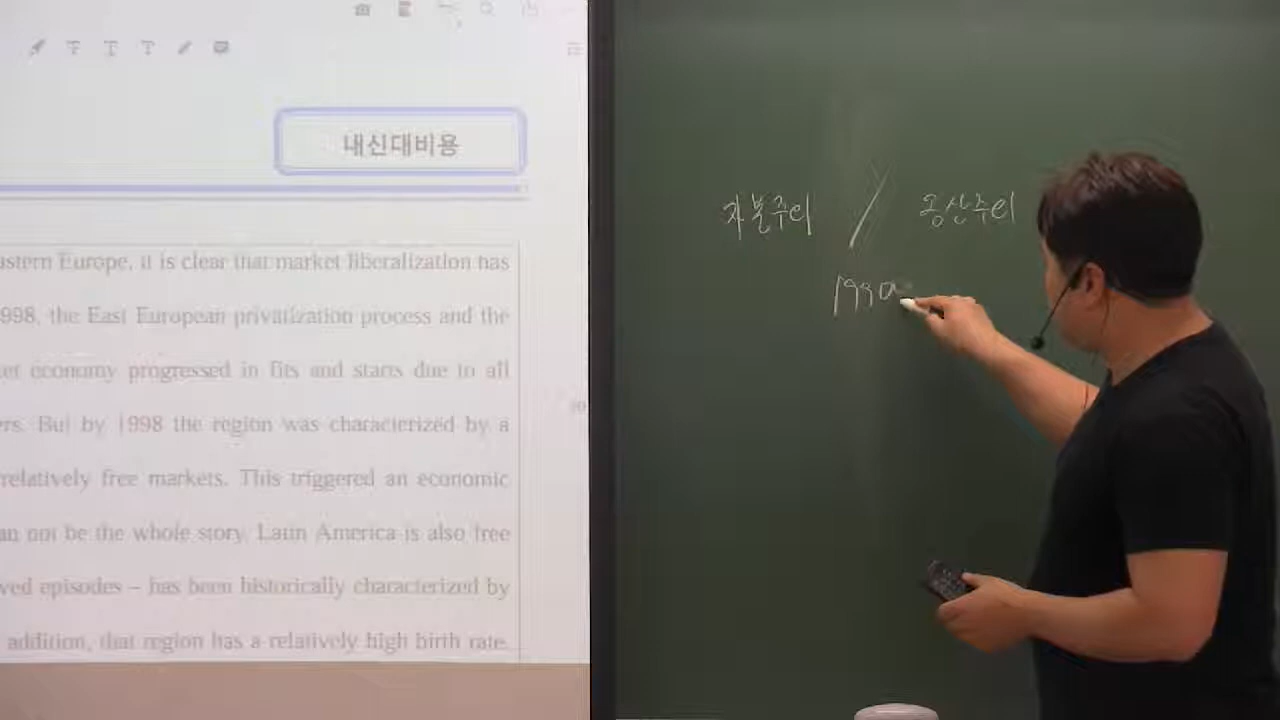 내신대비용
astern Europe, it is clear that market liberalization has
998, the East European privatization process and the
et economy progressed in fits and starts due to all
ers. But by 1998 the region was characterized by a
relatively free markets. This triggered an economic
an not be the whole story. Latin America is also free
ved episodes – has been historically characterized by
addition, that region has a relatively high birth rate.
자본주의 / 공산주의
1990